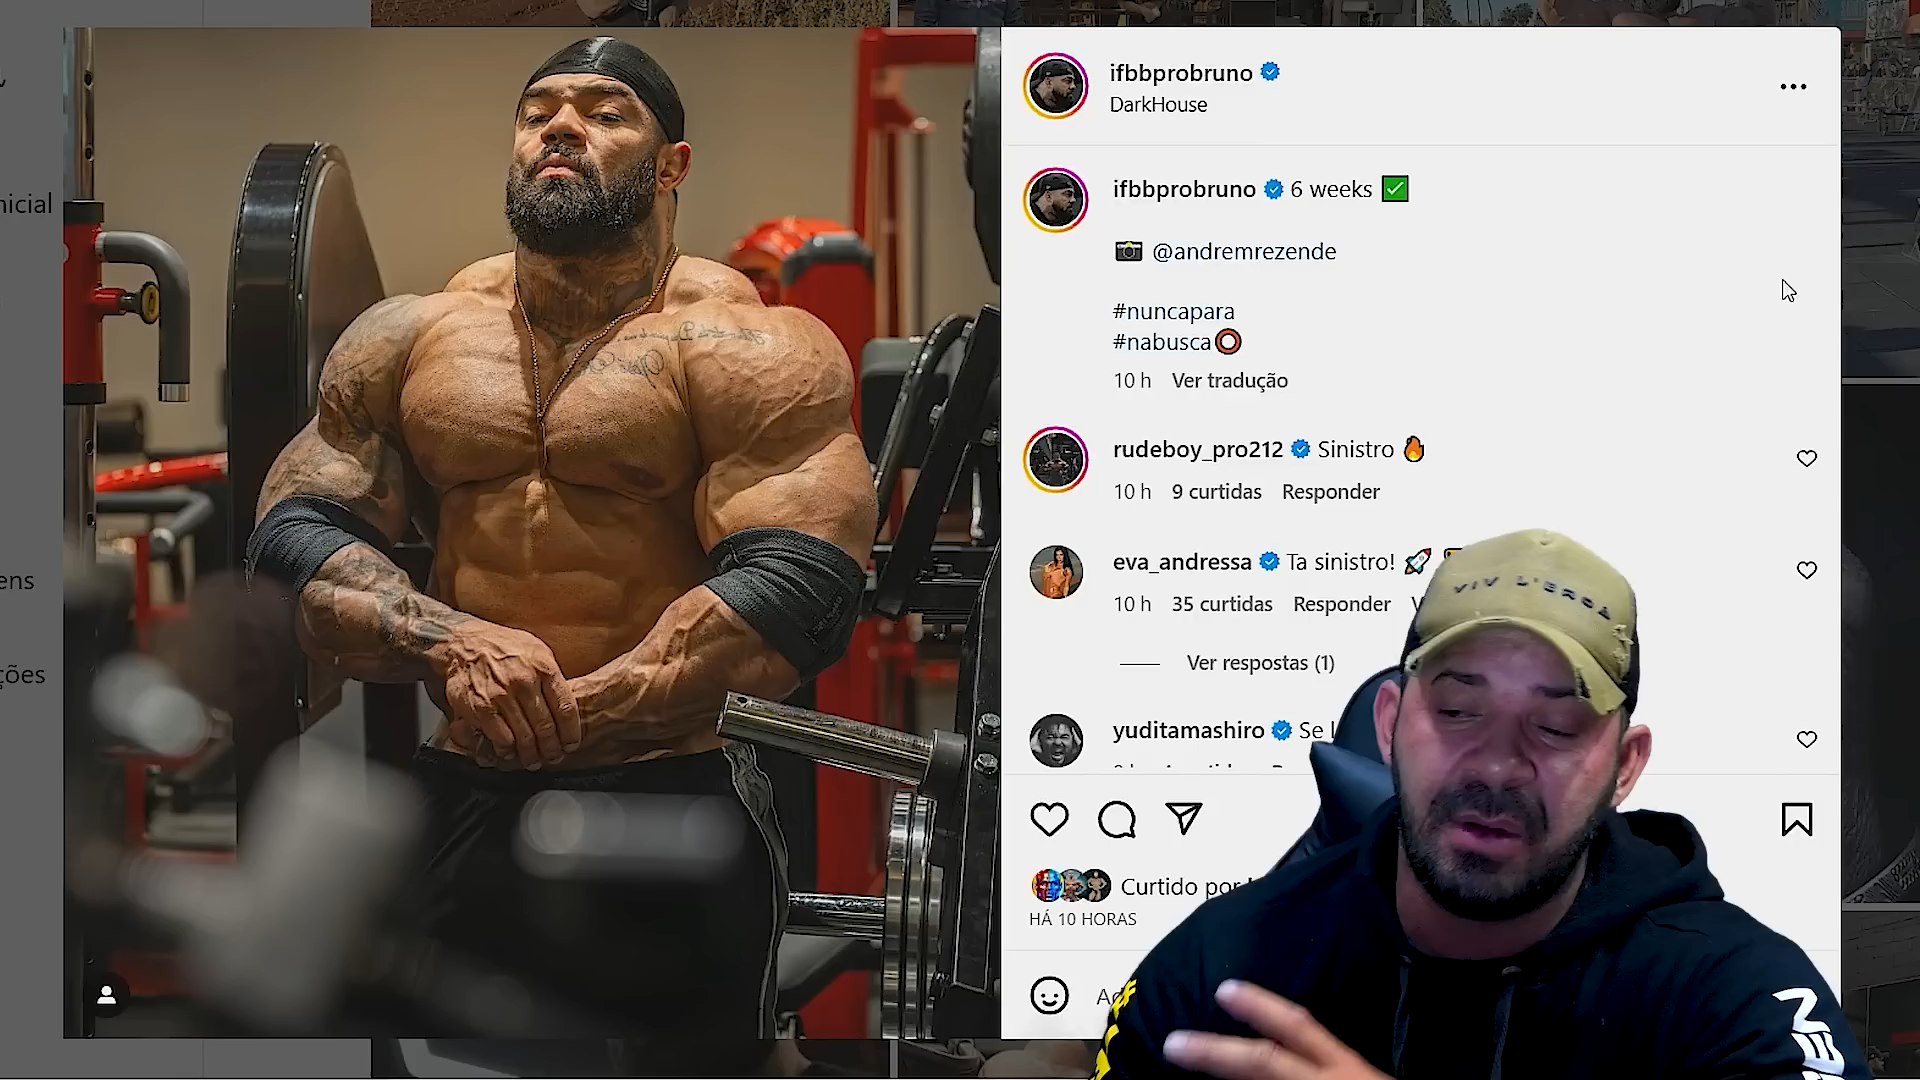 nicial
ens
ções
ifbbprobruno
DarkHouse
ifbbprobruno 6 weeks
@andremrezende
#nuncapara
#nabusca
10 h Ver tradução
rudeboy_pro212 Sinistro
10 h 9 curtidas Responder
eva_andressa Ta sinistro!
10 h 35 curtidas Responder
Ver respostas (1)
yuditamashiro Se
Curtido por
HÁ 10 HORAS